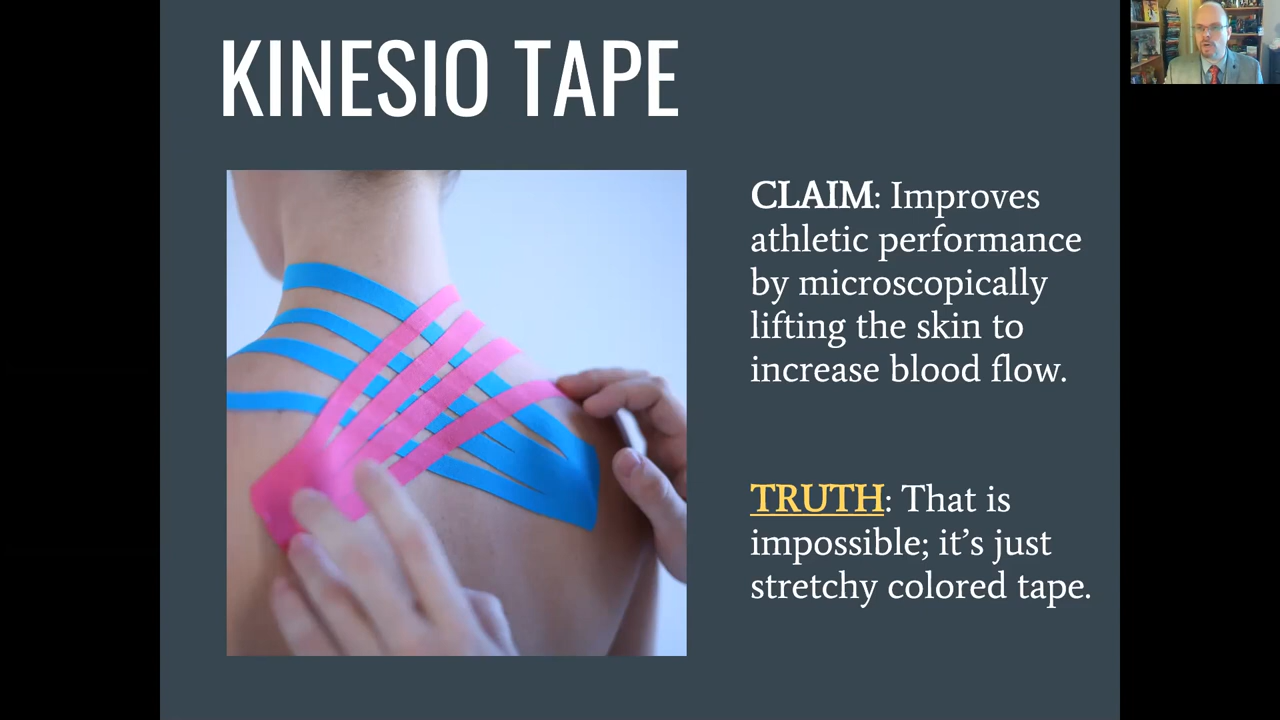 KINESIO TAPE
CLAIM: Improves
athletic performance
by microscopically
lifting the skin to
increase blood flow.
TRUTH: That is
impossible; it’s just
stretchy colored tape.